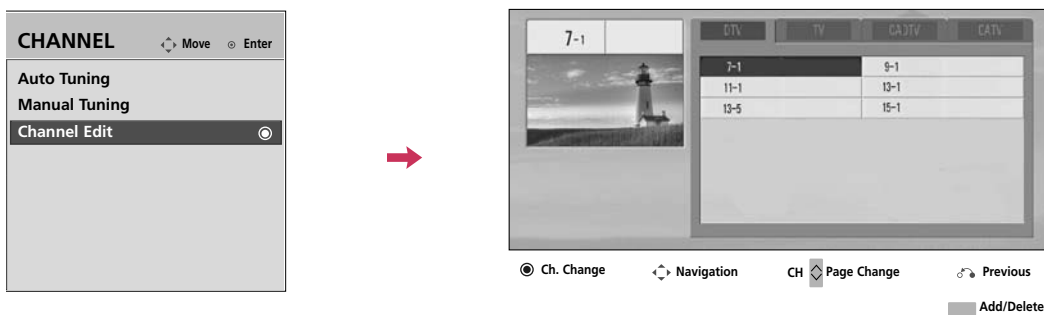 CHANNEL Move Enter
Auto Tuning
Manual Tuning
Channel Edit
7-1
DTV TV CADTV CATV
7-1 9-1
11-1 13-1
13-5 15-1
Ch. Change Navigation CH Page Change Previous
Add/Delete